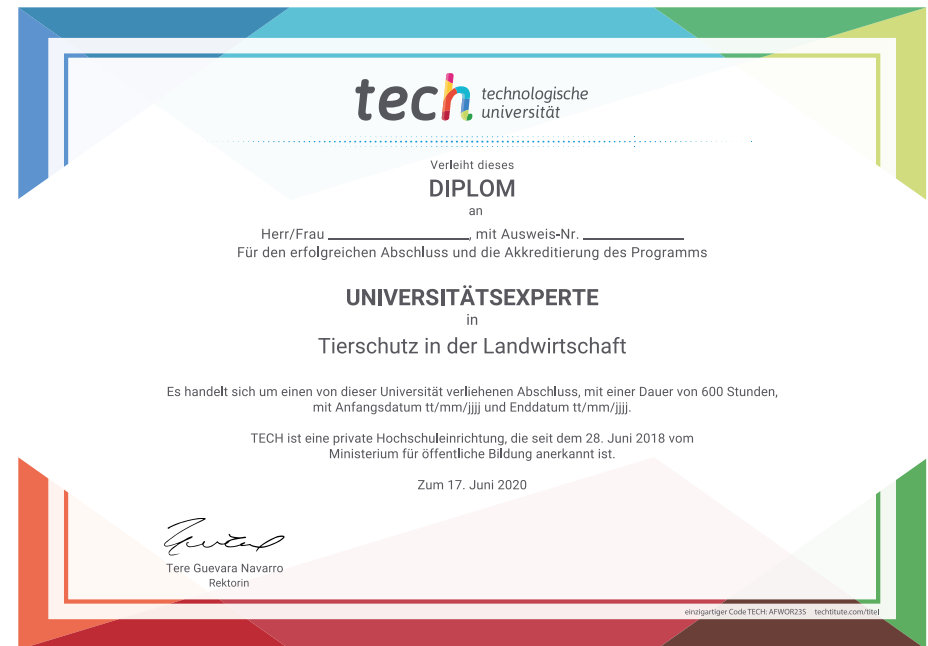 tech technologische
universität
Verleiht dieses
DIPLOM
an
Herr/Frau ____________, mit Ausweis-Nr. ____________
Für den erfolgreichen Abschluss und die Akkreditierung des Programms
UNIVERSITÄTSEXPERTE
in
Tierschutz in der Landwirtschaft
Es handelt sich um einen von dieser Universität verliehenen Abschluss, mit einer Dauer von 600 Stunden,
mit Anfangsdatum tt/mm/jjjj und Enddatum tt/mm/jjjj.
TECH ist eine private Hochschuleinrichtung, die seit dem 28. Juni 2018 vom
Ministerium für öffentliche Bildung anerkannt ist.
Zum 17. Juni 2020
Tere Guevara Navarro
Rektorin
einzigartiger Code TECH: AFWOR235 techtitute.com/titel